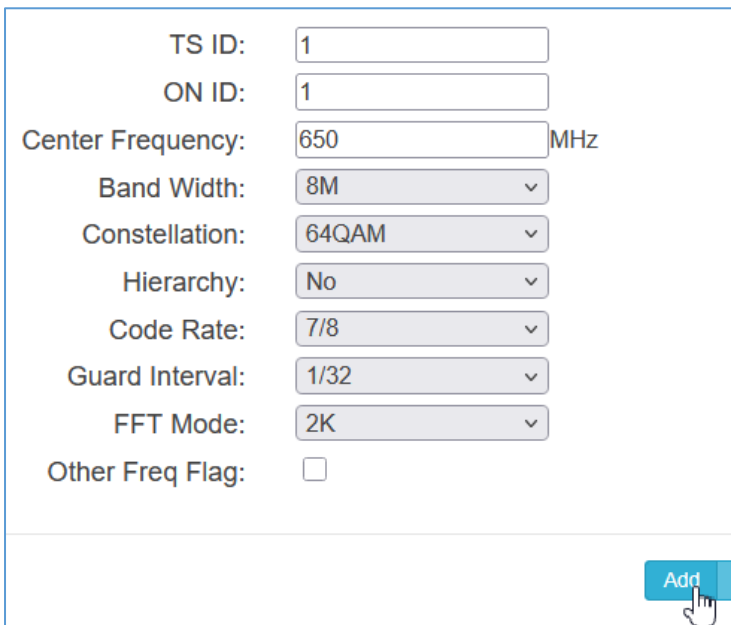 TS ID: 1
ON ID: 1
Center Frequency: 650 MHz
Band Width: 8M
Constellation: 64QAM
Hierarchy: No
Code Rate: 7/8
Guard Interval: 1/32
FFT Mode: 2K
Other Freq Flag:
Add